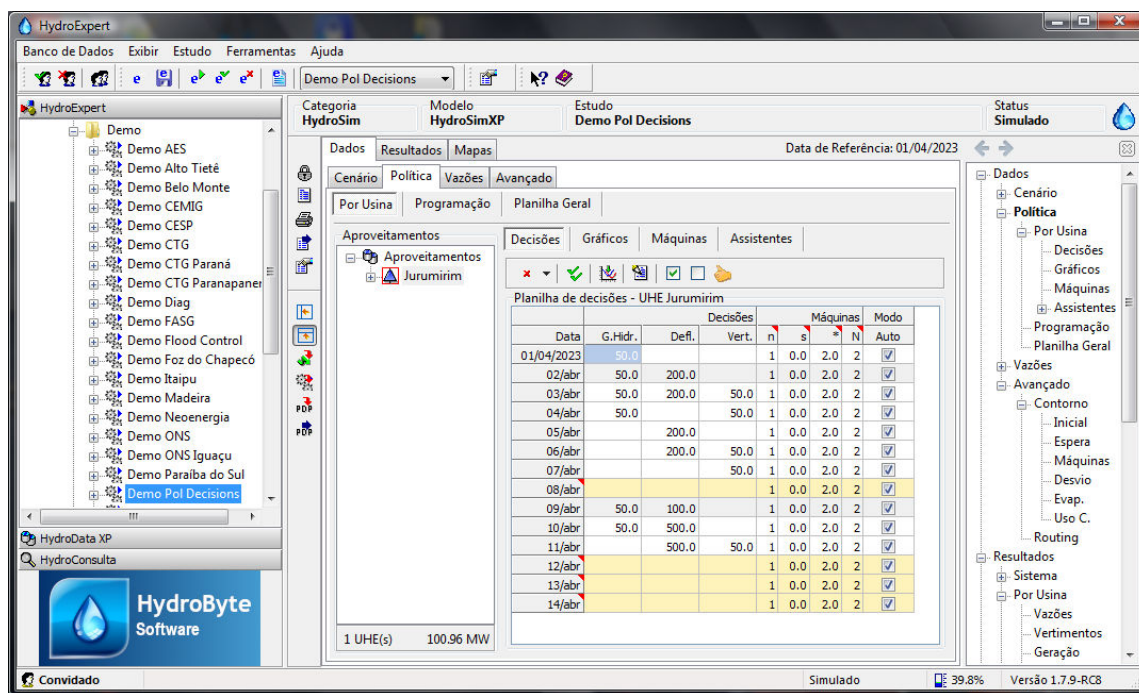 HydroExpert
Banco de Dados Exibir Estudo Ferramentas Ajuda
Demo Pol Decisions
HydroExpert
Demo
Demo AES
Demo Alto Tietê
Demo Belo Monte
Demo CEMIG
Demo CESP
Demo CTG
Demo CTG Paraná
Demo CTG Paranapaner
Demo Diag
Demo FASG
Demo Flood Control
Demo Foz do Chapecó
Demo Itaipu
Demo Madeira
Demo Neoenergia
Demo ONS
Demo ONS Iguaçu
Demo Paraíba do Sul
Demo Pol Decisions
HydroData XP
HydroConsulta
HydroByte
Software
Categoria Modelo Estudo Status
HydroSim HydroSimXP Demo Pol Decisions Simulado
PDP
PDP
Dados Resultados Mapas Data de Referência: 01/04/2023
Cenário Política Vazões Avançado
Por Usina Programação Planilha Geral
Aproveitamentos
Aproveitamentos
Jurumirim
1 UHE(s) 100.96 MW
Decisões Gráficos Máquinas Assistentes
Planilha de decisões - UHE Jurumirim
Decisões Máquinas Modo
Data G.Hidr. Defl. Vert. n s * N Auto
01/04/2023 50.0 1 0.0 2.0 2
02/abr 50.0 200.0 1 0.0 2.0 2
03/abr 50.0 200.0 50.0 1 0.0 2.0 2
04/abr 50.0 50.0 1 0.0 2.0 2
05/abr 200.0 1 0.0 2.0 2
06/abr 200.0 50.0 1 0.0 2.0 2
07/abr 50.0 1 0.0 2.0 2
08/abr 1 0.0 2.0 2
09/abr 50.0 100.0 1 0.0 2.0 2
10/abr 50.0 500.0 1 0.0 2.0 2
11/abr 500.0 50.0 1 0.0 2.0 2
12/abr 1 0.0 2.0 2
13/abr 1 0.0 2.0 2
14/abr 1 0.0 2.0 2
Dados
Cenário
Política
Por Usina
Decisões
Gráficos
Máquinas
Assistentes
Programação
Planilha Geral
Vazões
Avançado
Contorno
Inicial
Espera
Máquinas
Desvio
Evap.
Uso C.
Routing
Resultados
Sistema
Por Usina
Vazões
Vertimentos
Geração
Convidado Simulado 39.8% Versão 1.7.9-RC8